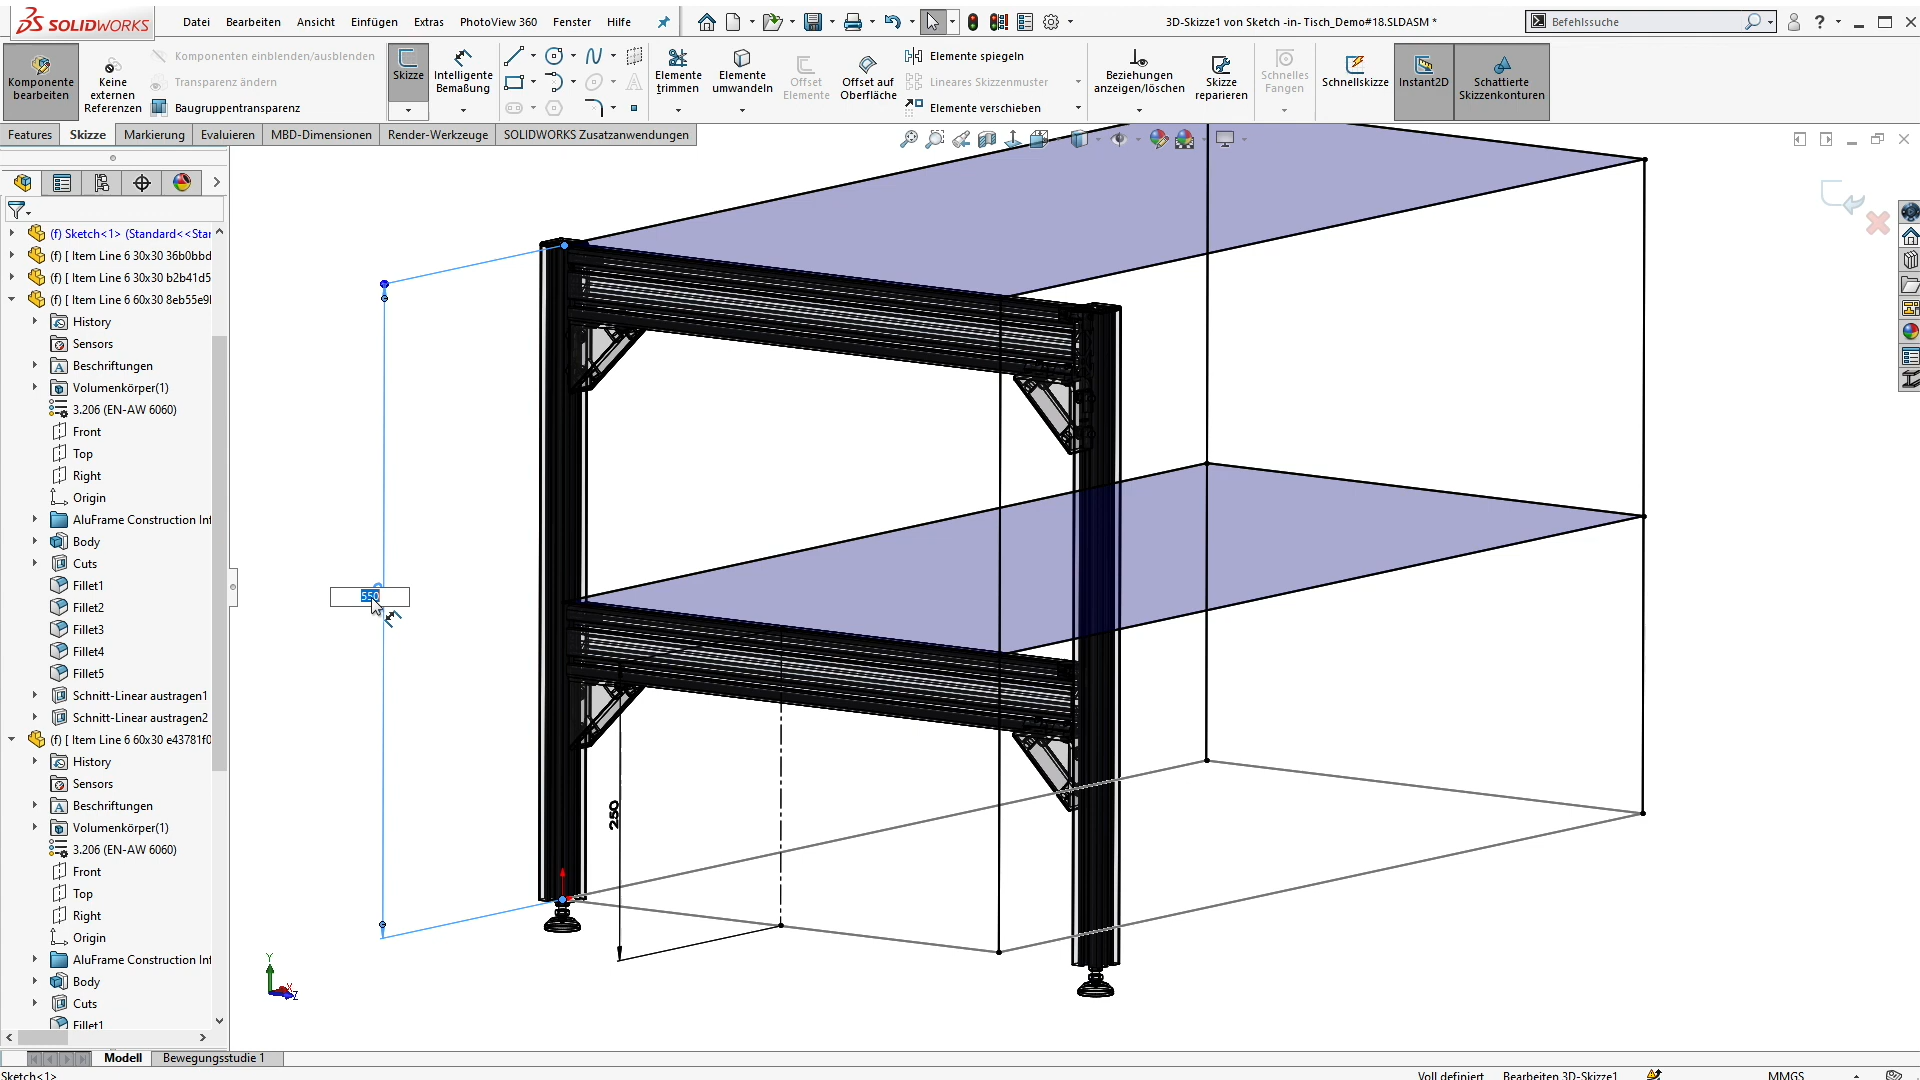 SOLIDWORKS
Datei Bearbeiten Ansicht Einfügen Extras PhotoView 360 Fenster Hilfe
3D-Skizze1 von Sketch -in- Tisch_Demo#18.SLDASM *
Befehlssuche
?
Komponente bearbeiten
Keine externen Referenzen
Komponenten einblenden/ausblenden
Transparenz ändern
Baugruppentransparenz
Skizze
Intelligente Bemaßung
Elemente trimmen
Elemente umwandeln
Offset Elemente
Offset auf Oberfläche
Elemente spiegeln
Lineares Skizzenmuster
Elemente verschieben
Beziehungen anzeigen/löschen
Skizze reparieren
Schnelles Fangen
Schnellskizze
Instant2D
Schattierte Skizzenkonturen
Features Skizze Markierung Evaluieren MBD-Dimensionen Render-Werkzeuge SOLIDWORKS Zusatzanwendungen
(f) Sketch<1> (Standard<<Star
(f) [ Item Line 6 30x30 36b0bbd
(f) [ Item Line 6 30x30 b2b41d5
(f) [ Item Line 6 60x30 8eb55e9
History
Sensors
Beschriftungen
Volumenkörper(1)
3.206 (EN-AW 6060)
Front
Top
Right
Origin
AluFrame Construction Inf
Body
Cuts
Fillet1
Fillet2
Fillet3
Fillet4
Fillet5
Schnitt-Linear austragen1
Schnitt-Linear austragen2
(f) [ Item Line 6 60x30 e43781f0
History
Sensors
Beschriftungen
Volumenkörper(1)
3.206 (EN-AW 6060)
Front
Top
Right
Origin
AluFrame Construction Inf
Body
Cuts
Fillet1
550
250
Y
X
Z
Modell Bewegungsstudie 1
Sketch<1> Voll definiert Bearbeiten 3D-Skizze1 MMGS